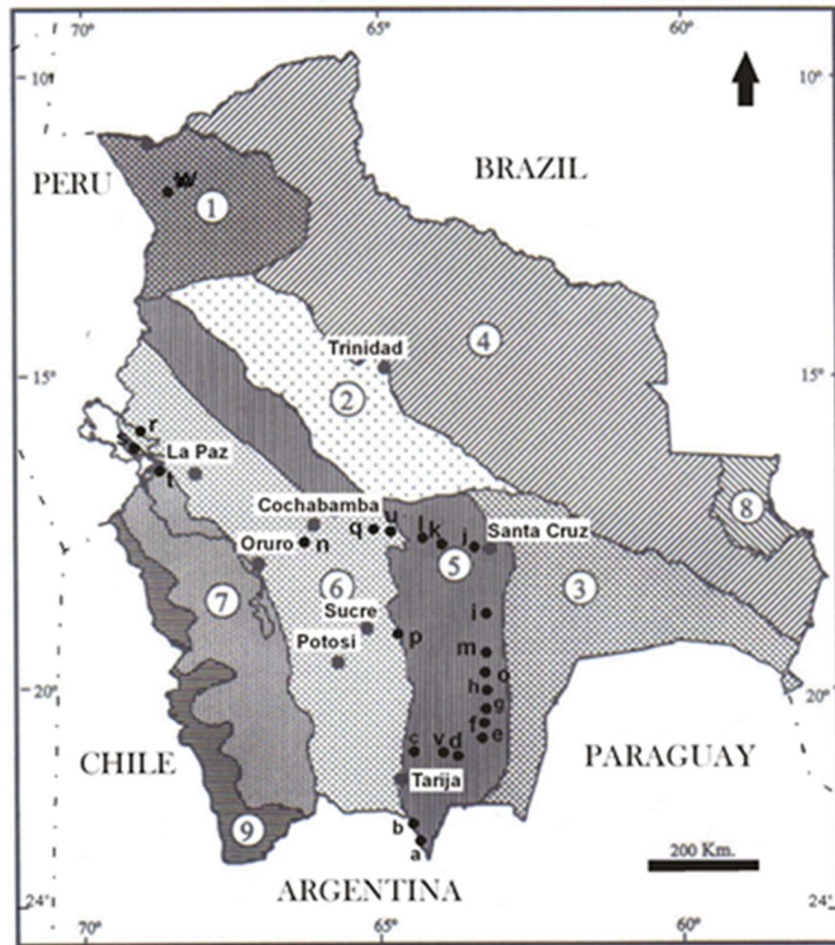 70° 65° 60°
10° 10°
PERU
w
BRAZIL
1
4
Trinidad
15° 15°
2
r
s
La Paz
t
8
Cochabamba
q u l k j
Santa Cruz
Oruro n
5
6
3
7
i
Sucre
p
m
Potosi
o
20° 20°
h
g
f
e
c v d
CHILE
PARAGUAY
Tarija
b
9
a
200 Km.
ARGENTINA
24° 24°
70° 65° 60°